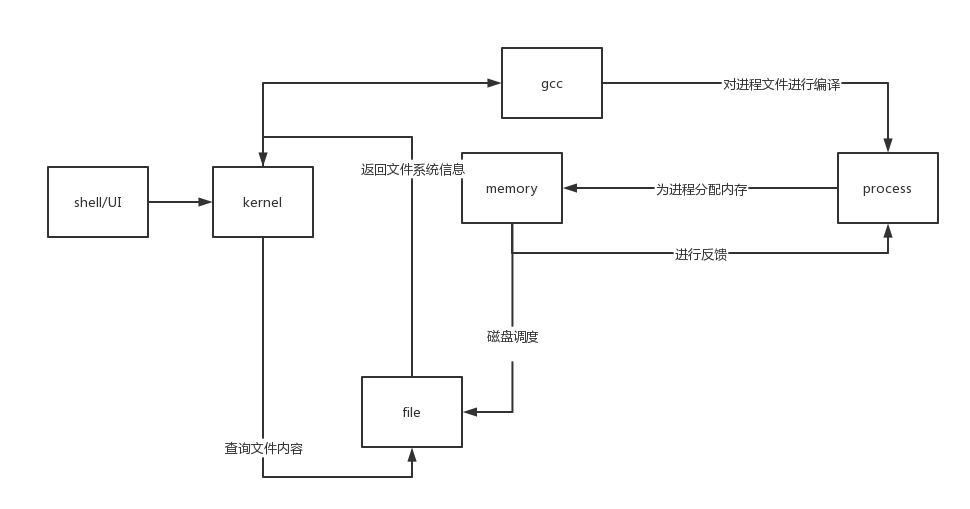 gcc
对进程文件进行编译
返回文件系统信息
shell/UI
kernel
memory
为进程分配内存
process
进行反馈
磁盘调度
file
查询文件内容